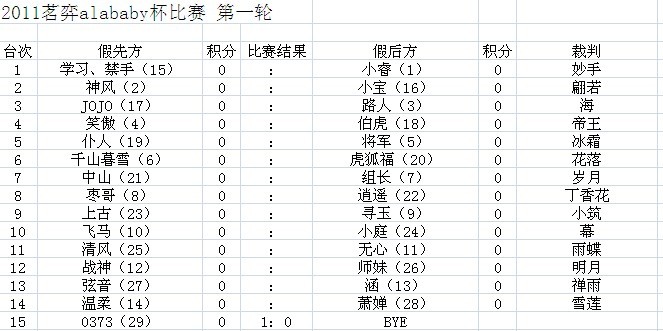 2011茗弈alababy杯比赛 第一轮
台次 假先方 积分 比赛结果 假后方 积分 裁判
1 学习、禁手（15） 0 : 小睿（1） 0 妙手
2 神风（2） 0 : 小宝（16） 0 翩若
3 JOJO（17） 0 : 路人（3） 0 海
4 笑傲（4） 0 : 伯虎（18） 0 帝王
5 仆人（19） 0 : 将军（5） 0 冰霜
6 千山暮雪（6） 0 : 虎狐福（20） 0 花落
7 中山（21） 0 : 组长（7） 0 岁月
8 枣哥（8） 0 : 逍遥（22） 0 丁香花
9 上古（23） 0 : 寻玉（9） 0 小筑
10 飞马（10） 0 : 小庭（24） 0 幕
11 清风（25） 0 : 无心（11） 0 雨蝶
12 战神（12） 0 : 师妹（26） 0 明月
13 弦音（27） 0 : 涵（13） 0 禅雨
14 温柔（14） 0 : 萧婵（28） 0 雪莲
15 0373（29） 0 1：0 BYE